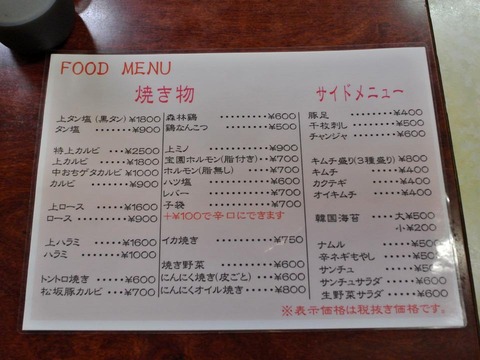 FOOD MENU
焼き物
上タン塩(黒タン)¥1800
タン塩‥‥‥¥900
特上カルビ‥‥¥2500
上カルビ‥‥‥¥1800
中おちゲタカルビ¥1000
カルビ‥‥‥¥900
上ロース‥‥‥¥1600
ロース‥‥‥¥900
上ハラミ‥‥‥¥1600
ハラミ‥‥‥¥1000
トントロ焼き‥‥¥600
松坂豚カルビ‥‥¥700
森林鶏‥‥‥¥600
鶏なんこつ‥‥‥¥500
上ミノ‥‥‥¥900
宝園ホルモン(脂付き)‥¥700
ホルモン(脂無し)‥‥¥700
ハツ塩‥‥‥¥600
レバー‥‥‥¥700
子袋‥‥‥¥700
+¥100で辛口にできます
イカ焼き‥‥‥¥750
焼き野菜‥‥‥¥600
にんにく焼き(皮ごと)‥¥600
にんにくオイル焼き‥‥¥800
サイドメニュー
豚足‥‥‥¥400
千枚刺し‥‥‥¥500
チャンジャ‥‥‥¥600
キムチ盛り(3種盛り)¥800
キムチ‥‥‥¥400
カクテギ‥‥‥¥400
オイキムチ‥‥‥¥400
韓国海苔‥‥大¥500
小¥200
ナムル‥‥‥¥500
辛ネギもやし‥‥¥500
サンチュ‥‥‥¥500
サンチュサラダ‥‥¥600
生野菜サラダ‥‥¥600
※表示価格は税抜き価格です。